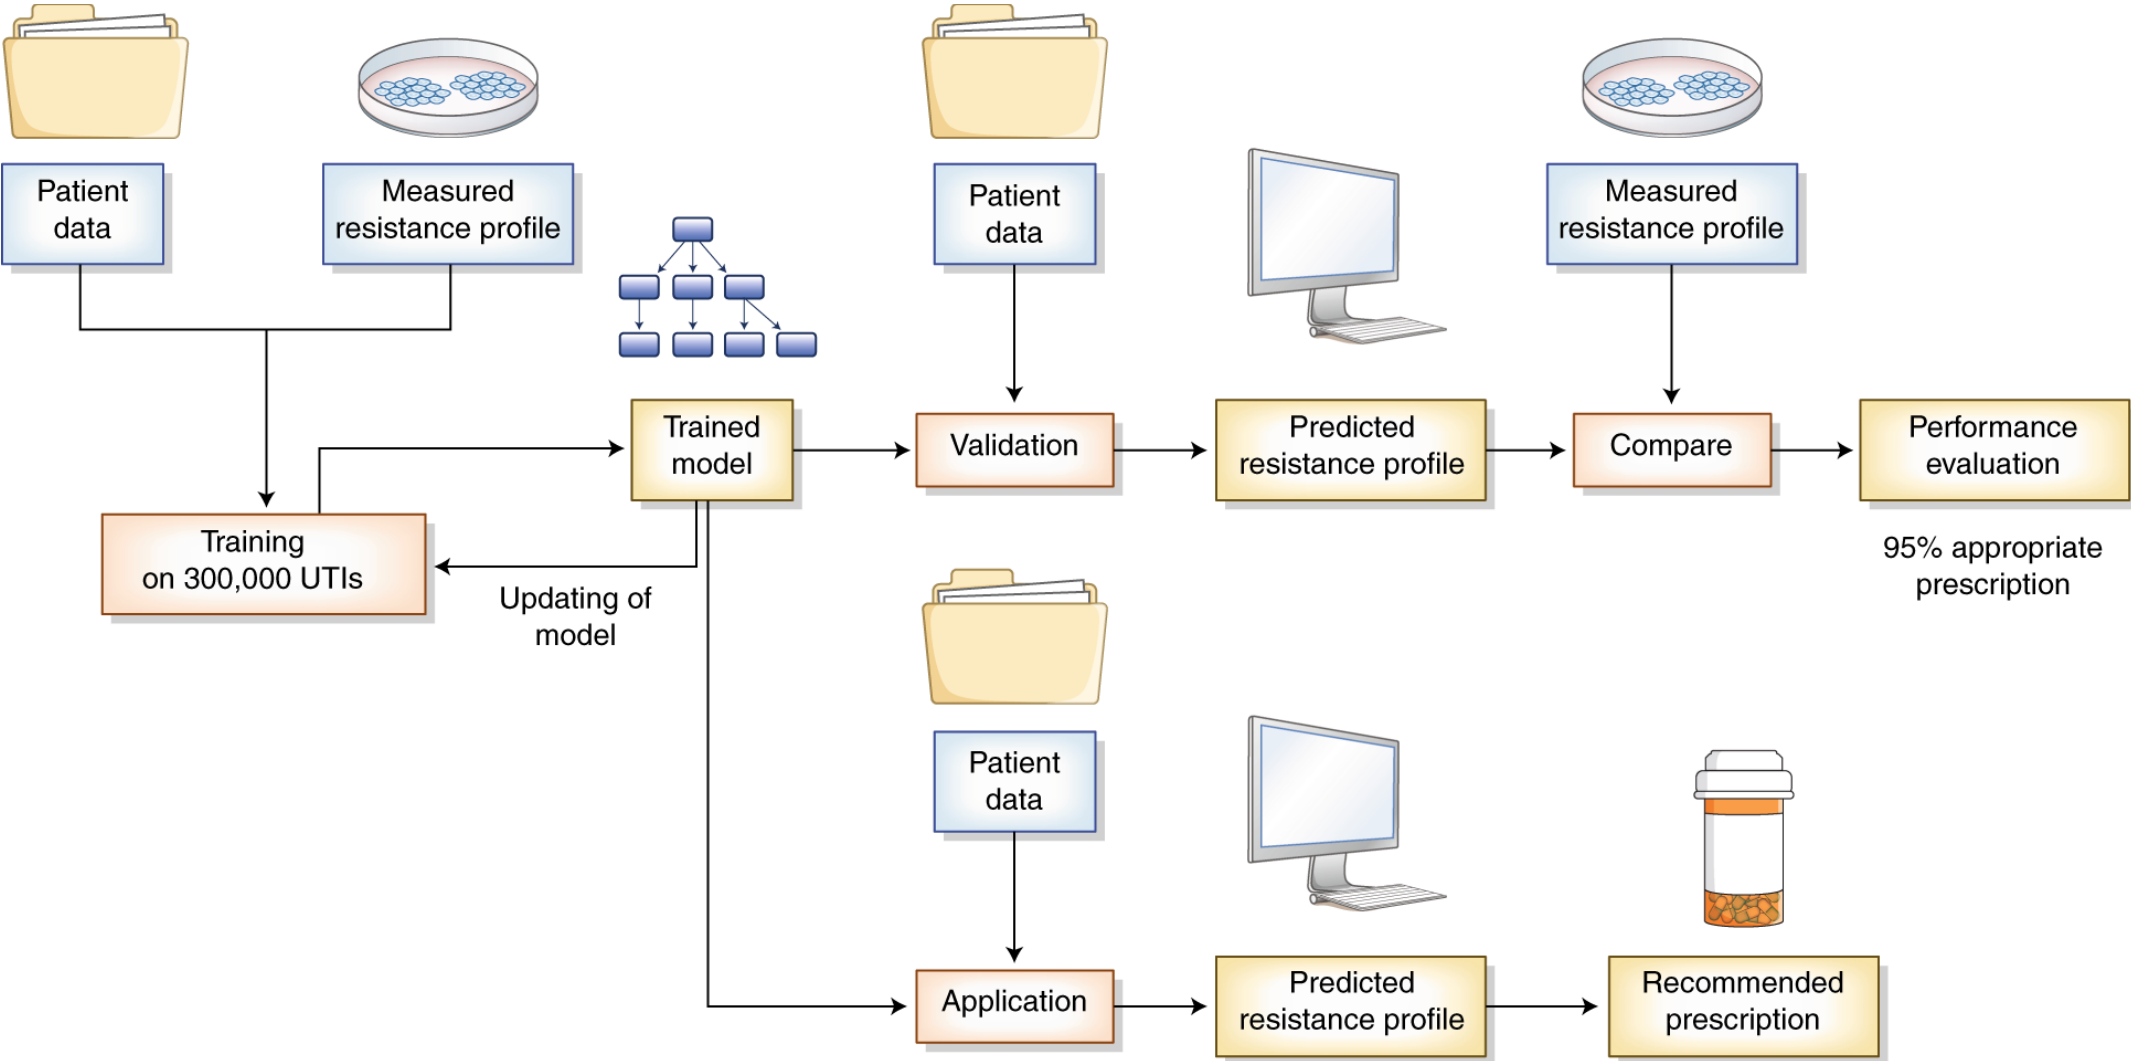 Patient
data
Measured
resistance profile
Training
on 300,000 UTIs
Updating of
model
Trained
model
Patient
data
Validation
Predicted
resistance profile
Measured
resistance profile
Compare
Performance
evaluation
95% appropriate
prescription
Patient
data
Application
Predicted
resistance profile
Recommended
prescription